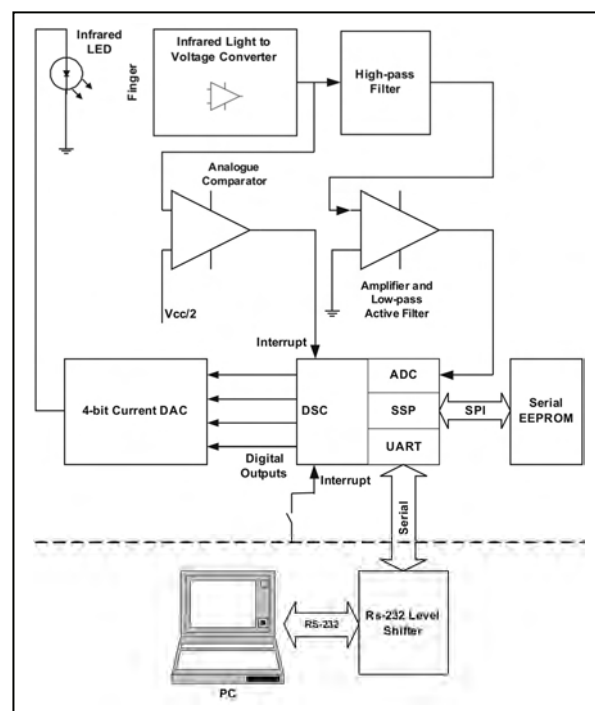 Infrared
LED
Finger
Infrared Light to
Voltage Converter
High-pass
Filter
Analogue
Comparator
Vcc/2
Amplifier and
Low-pass
Active Filter
Interrupt
4-bit Current DAC
DSC
ADC
SSP
UART
SPI
Serial
EEPROM
Digital
Outputs
Interrupt
Serial
RS-232
Rs-232 Level
Shifter
PC